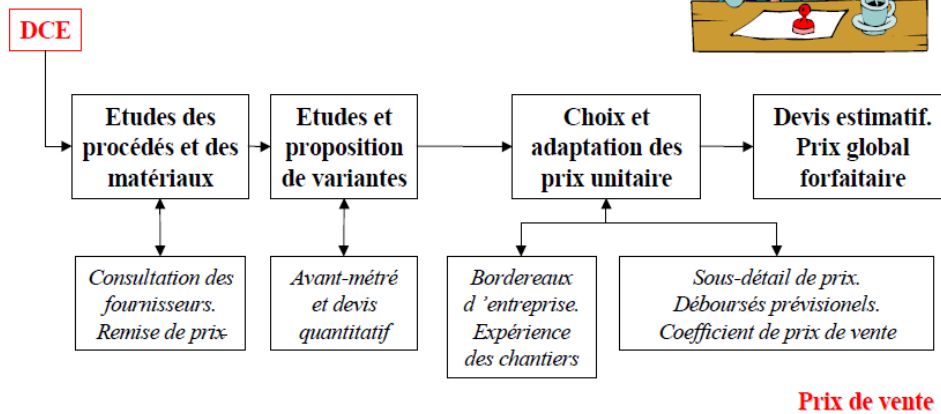 DCE
Etudes des
procédés et des
matériaux
Etudes et
proposition
de variantes
Choix et
adaptation des
prix unitaire
Devis estimatif.
Prix global
forfaitaire
Consultation des
fournisseurs.
Remise de prix-
Avant-métré
et devis
quantitatif
Bordereaux
d ’entreprise.
Expérience
des chantiers
Sous-détail de prix.
Déboursés prévisionels.
Coefficient de prix de vente
Prix de vente